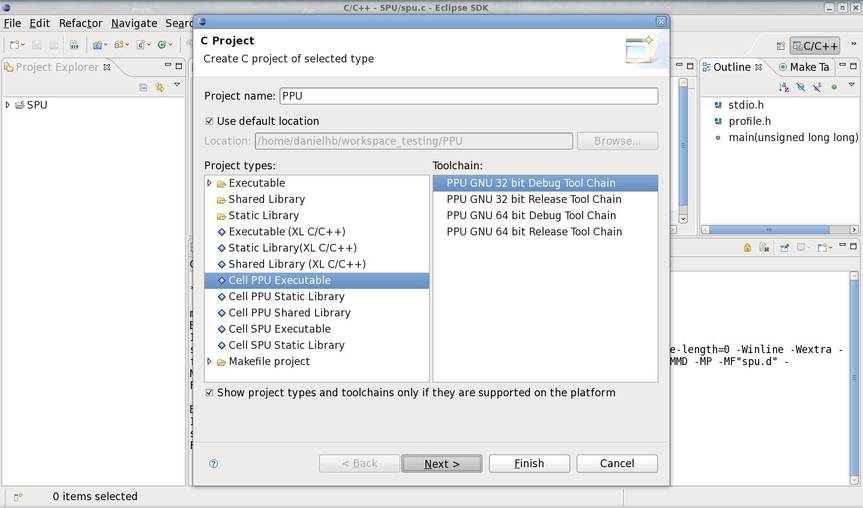 C/C++ - SPU/spu.c - Eclipse SDK
File Edit Refactor Navigate Sear
C/C++
Project Explorer
SPU
C Project
Create C project of selected type
Project name: PPU
Use default location
Location: /home/danielhb/workspace_testing/PPU Browse...
Project types: Toolchain:
Executable
Shared Library
Static Library
Executable (XL C/C++)
Static Library(XL C/C++)
Shared Library (XL C/C++)
Cell PPU Executable
Cell PPU Static Library
Cell PPU Shared Library
Cell SPU Executable
Cell SPU Static Library
Makefile project
PPU GNU 32 bit Debug Tool Chain
PPU GNU 32 bit Release Tool Chain
PPU GNU 64 bit Debug Tool Chain
PPU GNU 64 bit Release Tool Chain
Show project types and toolchains only if they are supported on the platform
< Back Next > Finish Cancel
Outline Make Ta
stdio.h
profile.h
main(unsigned long long)
e-length=0 -Winline -Wextra -
MMD -MP -MF"spu.d" -
0 items selected